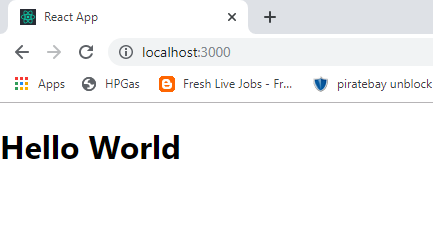 React App
localhost:3000
Apps HPGas Fresh Live Jobs - Fr... piratebay unblock
Hello World